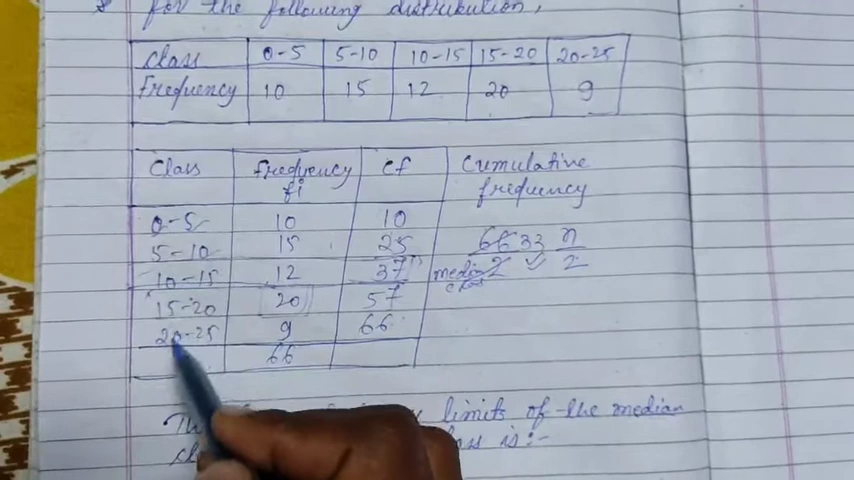 for the following distribution,
Class 0-5 5-10 10-15 15-20 20-25
Frequency 10 15 12 20 9
Class Frequency fi Cf Cumulative frequency
0-5 10 10
5-10 15 25 66 33 n
10-15 12 37 median class 2 ✓ 2
15-20 20 57
20-25 9 66
66
limits of the median
is:-